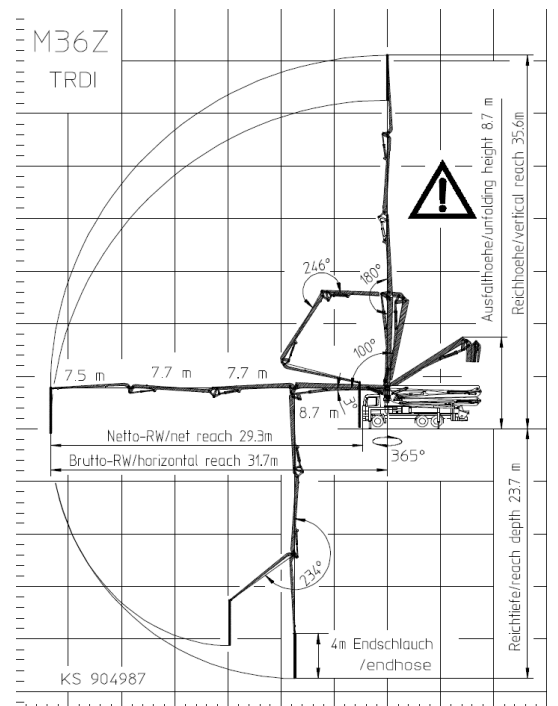 M36Z
TRDI
Ausfalthoehe/unfolding height 8.7 m
Reichhoehe/vertical reach 35.6m
246°
180°
100°
7.5 m
7.7 m
7.7 m
8.7 m
3°
Netto-RW/net reach 29.3m
Brutto-RW/horizontal reach 31.7m
365°
234°
Reichtiefe/reach depth 23.7 m
4m Endschlauch
/endhose
KS 904987